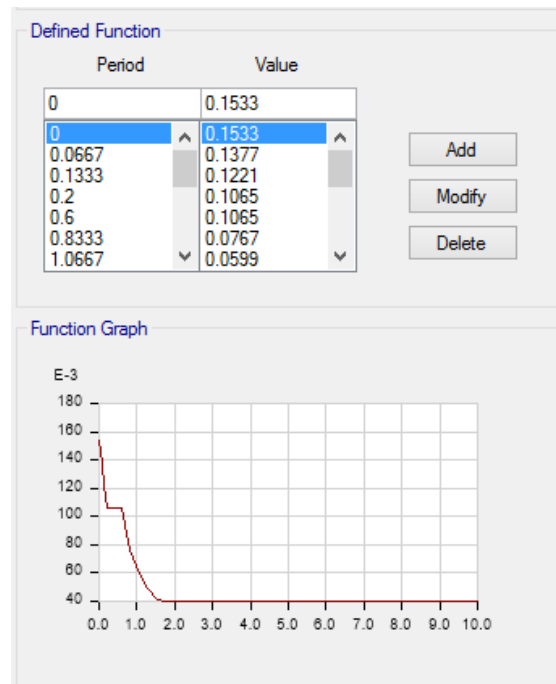 Defined Function
Period Value
0 0.1533
0 0.1533
0.0667 0.1377
0.1333 0.1221
0.2 0.1065
0.6 0.1065
0.8333 0.0767
1.0667 0.0599
Add
Modify
Delete
Function Graph
E-3
180
160
140
120
100
80
60
40
0.0 1.0 2.0 3.0 4.0 5.0 6.0 7.0 8.0 9.0 10.0